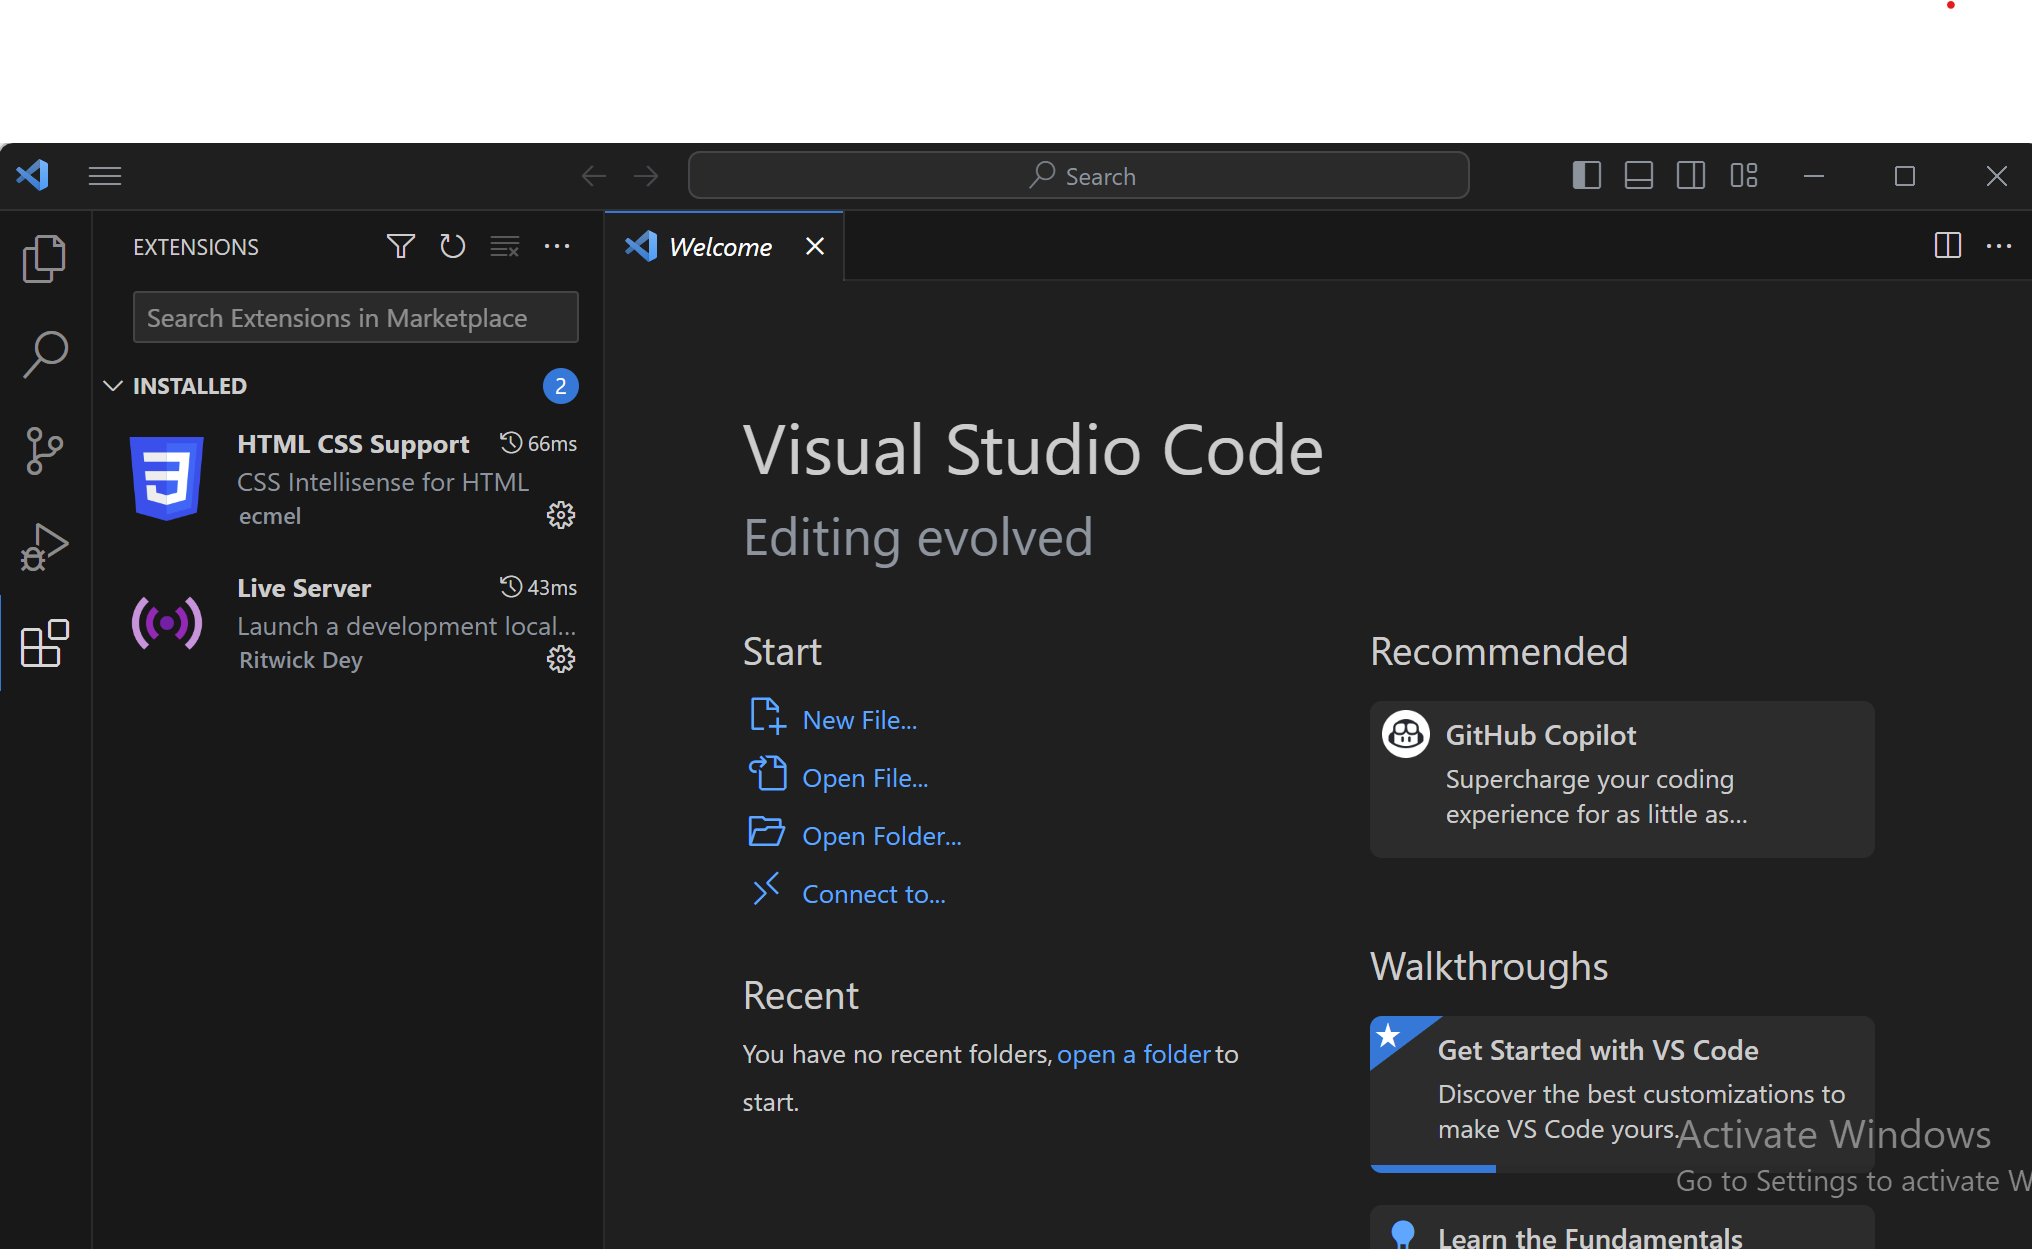 Search
EXTENSIONS
Welcome
Search Extensions in Marketplace
INSTALLED
2
HTML CSS Support
66ms
CSS Intellisense for HTML
ecmel
Live Server
43ms
Launch a development local...
Ritwick Dey
Visual Studio Code
Editing evolved
Start
New File...
Open File...
Open Folder...
Connect to...
Recent
You have no recent folders, open a folder to
start.
Recommended
GitHub Copilot
Supercharge your coding
experience for as little as...
Walkthroughs
Get Started with VS Code
Discover the best customizations to
make VS Code yours.
Learn the Fundamentals
Activate Windows
Go to Settings to activate W